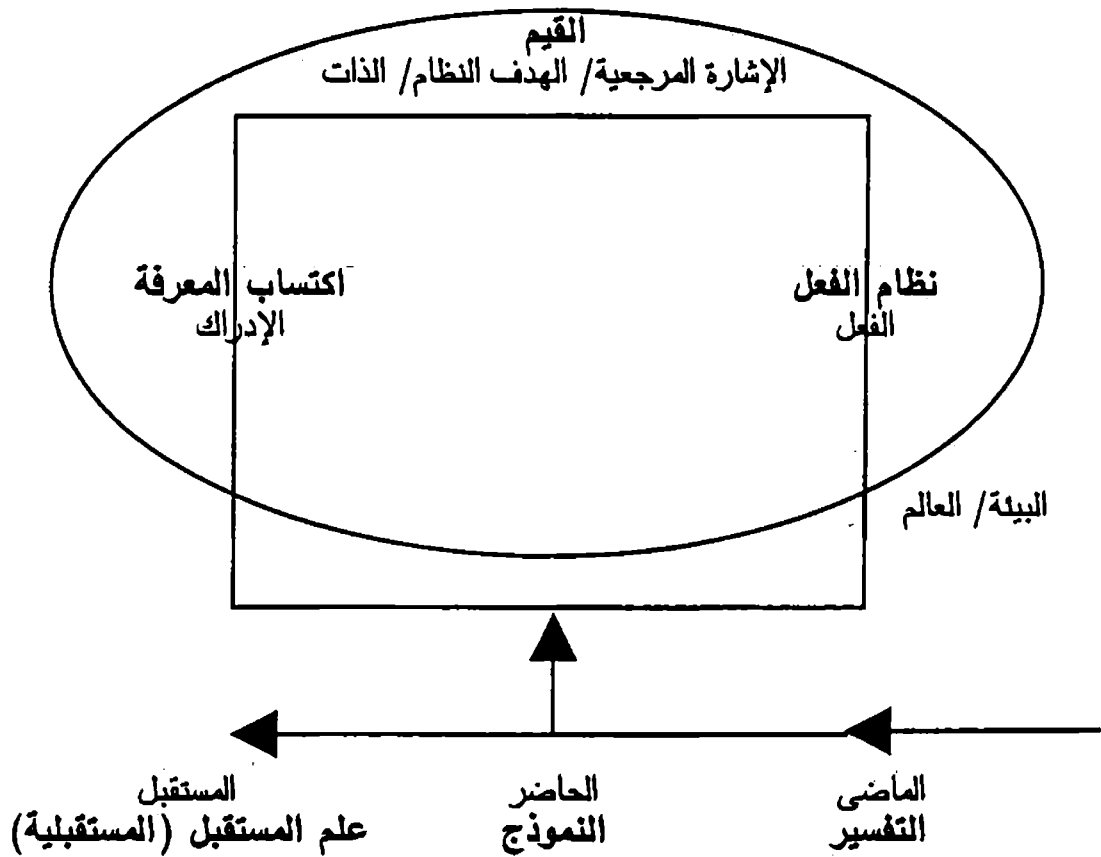 القيم
الإشارة المرجعية/ الهدف النظام/ الذات
نظام الفعل
الفعل
اكتساب المعرفة
الإدراك
البيئة/ العالم
الماضى
التفسير
الحاضر
النموذج
المستقبل
علم المستقبل (المستقبلية)